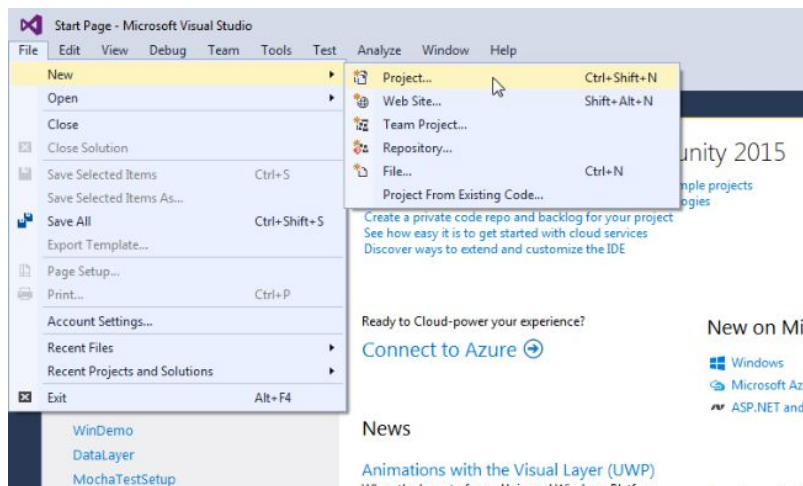 Start Page - Microsoft Visual Studio
File Edit View Debug Team Tools Test Analyze Window Help
New
Open
Close
Close Solution
Save Selected Items Ctrl+S
Save Selected Items As...
Save All Ctrl+Shift+S
Export Template...
Page Setup...
Print... Ctrl+P
Account Settings...
Recent Files
Recent Projects and Solutions
Exit Alt+F4
Project... Ctrl+Shift+N
Web Site... Shift+Alt+N
Team Project...
Repository...
File... Ctrl+N
Project From Existing Code...
2015
projects
Create a private code repo and backlog for your project
See how easy it is to get started with cloud services
Discover ways to extend and customize the IDE
Ready to Cloud-power your experience?
Connect to Azure
New on
Windows
Microsoft
ASP.NET and
WinDemo
DataLayer
MochaTestSetup
News
Animations with the Visual Layer (UWP)